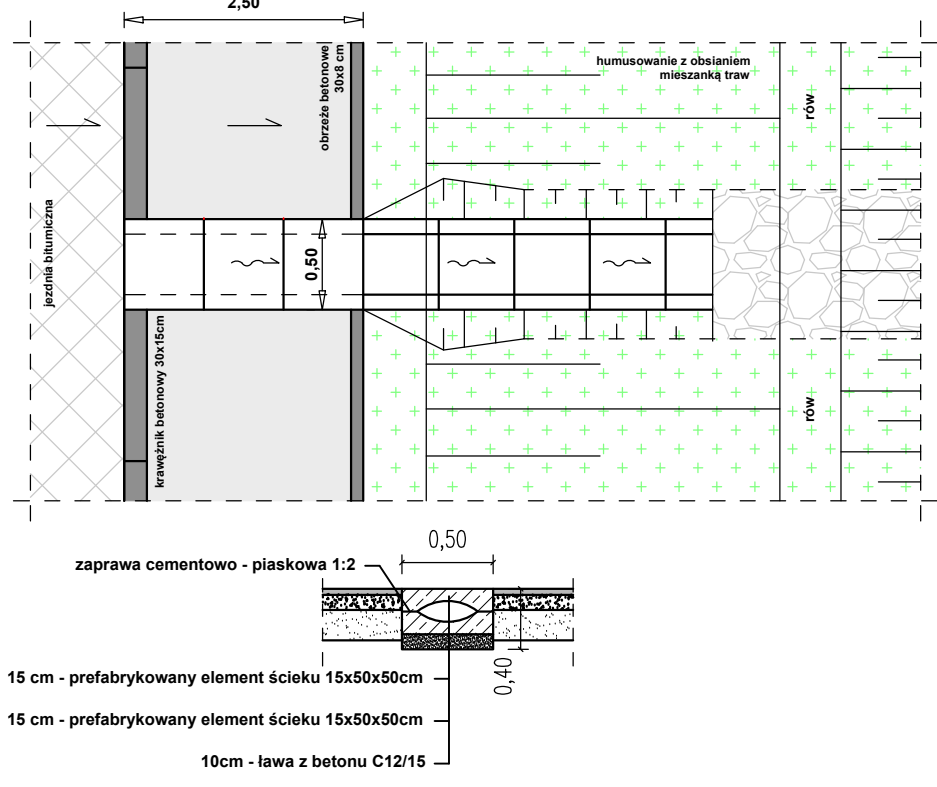 2,50
humusowanie z obsianiem
mieszanką traw
obrzeże betonowe
30x8 cm
rów
jezdnia bitumiczna
0,50
krawężnik betonowy 30x15cm
rów
0,50
zaprawa cementowo - piaskowa 1:2
0,40
15 cm - prefabrykowany element ścieku 15x50x50cm
15 cm - prefabrykowany element ścieku 15x50x50cm
10cm - ława z betonu C12/15